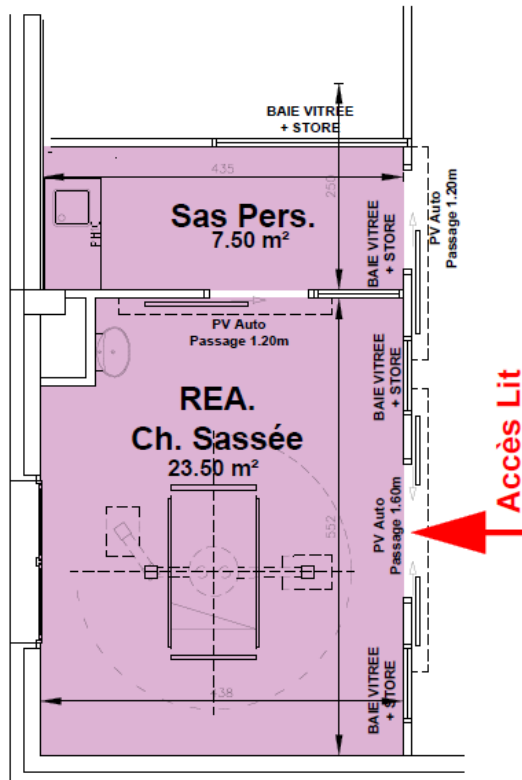 BAIE VITREE
+ STORE
435
250
Sas Pers.
7.50 m²
BAIE VITREE
+ STORE
PV Auto
Passage 1.20m
PV Auto
Passage 1.20m
BAIE VITREE
+ STORE
REA.
Ch. Sassée
23.50 m²
552
PV Auto
Passage 1.60m
Accès Lit
438
BAIE VITREE
+ STORE